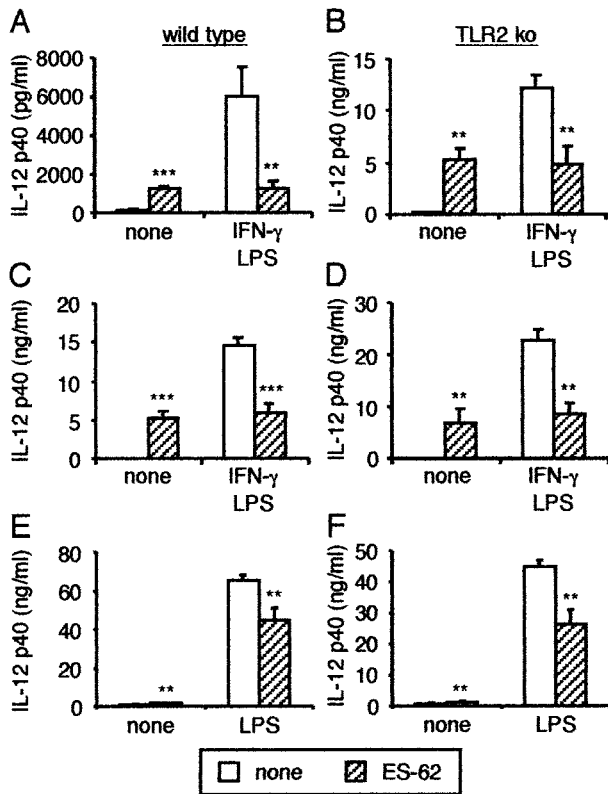 A
wild type
IL-12 p40 (pg/ml)
8000
6000
4000
2000
0
***
**
none
IFN-γ
LPS
B
TLR2 ko
IL-12 p40 (ng/ml)
15
10
5
0
**
**
none
IFN-γ
LPS
C
IL-12 p40 (ng/ml)
20
15
10
5
0
***
***
none
IFN-γ
LPS
D
IL-12 p40 (ng/ml)
30
20
10
0
**
**
none
IFN-γ
LPS
E
IL-12 p40 (ng/ml)
80
60
40
20
0
**
**
none
LPS
F
IL-12 p40 (ng/ml)
50
40
30
20
10
0
**
**
none
LPS
none
ES-62